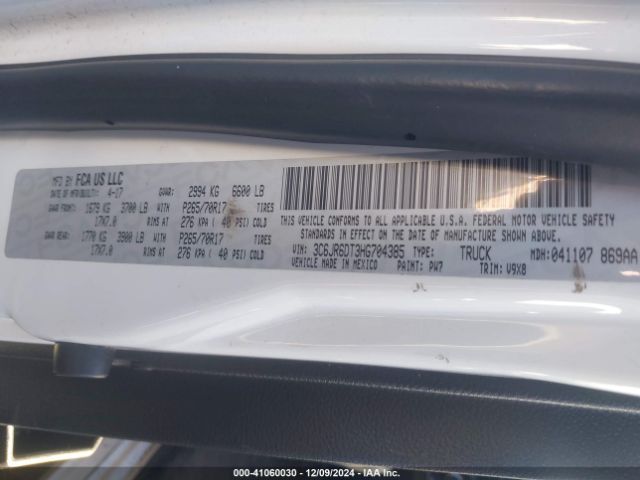 MFD BY FCA US LLC
DATE OF MFR/BUILT: 4-17 GVWR: 2994 KG 6600 LB
GAWR FRONT: 1679 KG 3700 LB WITH P265/70R17 TIRES
17X7.0 RIMS AT 276 KPA ( 40 PSI) COLD
GAWR REAR: 1770 KG 3900 LB WITH P265/70R17 TIRES
17X7.0 RIMS AT 276 KPA ( 40 PSI) COLD
THIS VEHICLE CONFORMS TO ALL APPLICABLE U.S.A. FEDERAL MOTOR VEHICLE SAFETY
STANDARDS IN EFFECT ON THE DATE OF MANUFACTURE SHOWN ABOVE.
VIN: 3C6JR6DT3HG704385 TYPE: TRUCK MDH: 041107 869AA
VEHICLE MADE IN MEXICO PAINT: PW7 TRIM: V9X8
00-41060030 / 12/09/2024 / IAA Inc.